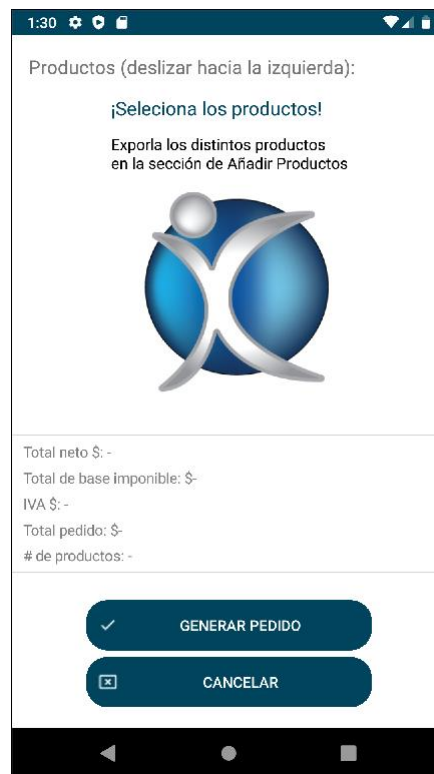 1:30
Productos (deslizar hacia la izquierda):
¡Seleciona los productos!
Exporla los distintos productos
en la sección de Añadir Productos
Total neto $: -
Total de base imponible: $-
IVA $: -
Total pedido: $-
# de productos: -
GENERAR PEDIDO
CANCELAR